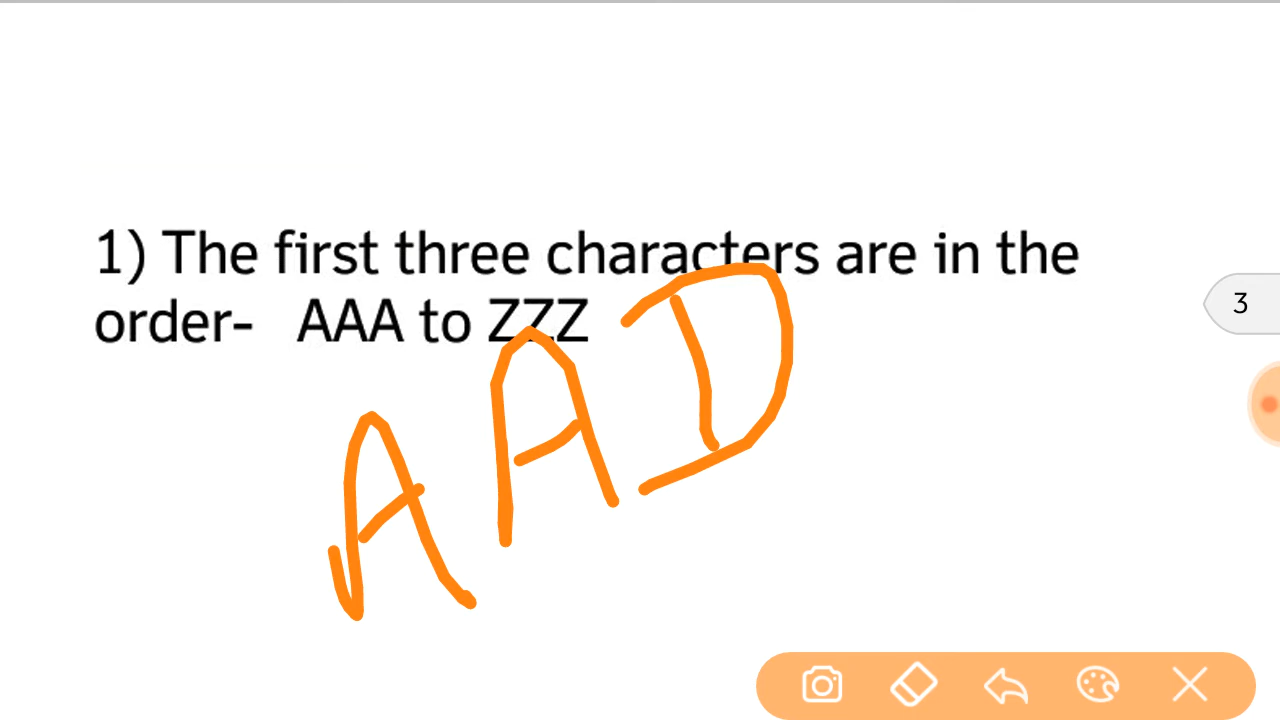 1) The first three characters are in the
order- AAA to ZZZ
AAD
3